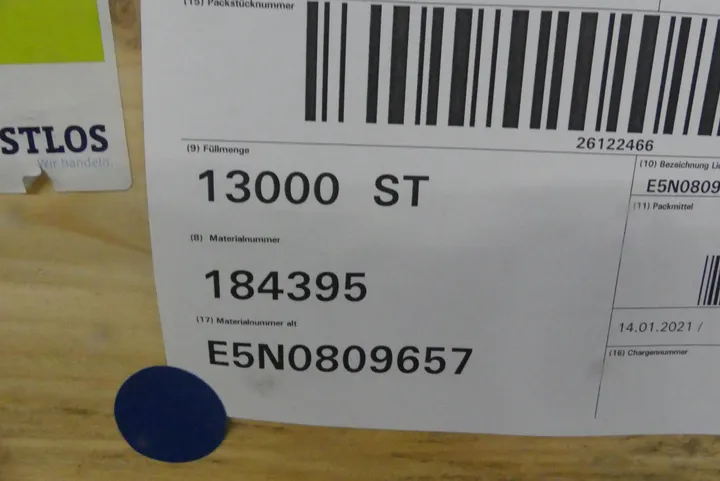 (15) Packstücknummer
26122466
STLOS
Wir handeln.
(9) Füllmenge
13000 ST
(10) Bezeichnung Li
E5N0809
(11) Packmittel
(8) Materialnummer
184395
14.01.2021 /
(17) Materialnummer alt
E5N0809657
(16) Chargennummer